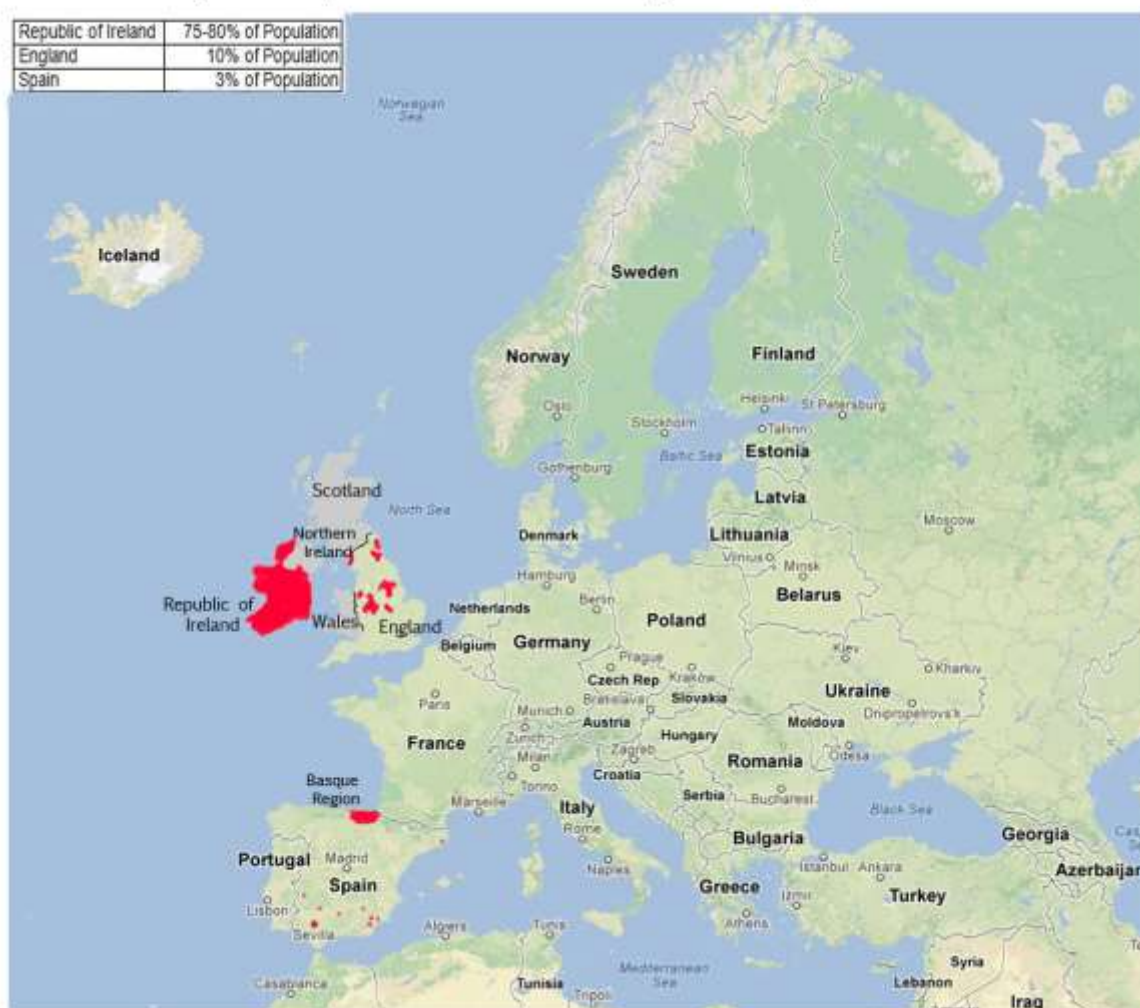 Republic of Ireland 75-80% of Population
England 10% of Population
Spain 3% of Population
Norwegian
Sea
Iceland
Sweden
Norway
Finland
Helsinki
St Petersburg
Oslo
Stockholm
Tallinn
Baltic Sea
Estonia
Gothenburg
Scotland
Latvia
North Sea
Moscow
Northern
Ireland
Denmark
Lithuania
Vilnius
Minsk
Hamburg
Belarus
Republic of
Ireland
Netherlands
Berlin
Wales
England
Poland
Belgium
Germany
Prague
Kraków
Kiev
Kharkiv
Czech Rep
Paris
Bratislava
Slovakia
Ukraine
Munich
Dnipropetrovs'k
Austria
Moldova
France
Zurich
Hungary
Odesa
Zagreb
Milan
Romania
Croatia
Basque
Region
Torino
Marseille
Serbia
Bucharest
Italy
Black Sea
Rome
Bulgaria
Georgia
Portugal
Madrid
Naples
Istanbul
Ankara
Azerbaijan
Spain
Greece
Izmir
Turkey
Lisbon
Athens
Sevilla
Algiers
Tunis
Syria
Casablanca
Tunisia
Mediterranean
Sea
Lebanon
Tripoli
Iraq